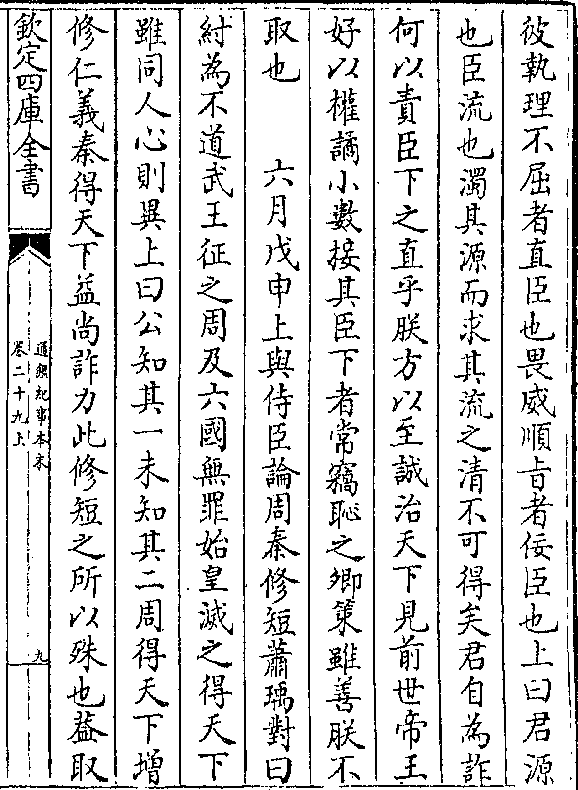 彼執理不屈者直臣也畏威順旨者佞臣也上曰君源
也臣流也濁其源而求其流之清不可得矣君自為詐
何以責臣下之直乎朕方以至誠治天下見前世帝王
好以權譎小數接其臣下者常竊恥之卿策雖善朕不
取也　六月戊申上與侍臣論周秦修短蕭瑀對曰
紂為不道武王征之周及六國無罪始皇滅之得天下
雖同人心則異上曰公知其一未知其二周得天下增
修仁義秦得天下益尚詐力此修短之所以殊也蓋取
欽定四庫全書
通鑑紀事本末
卷二十九上
九